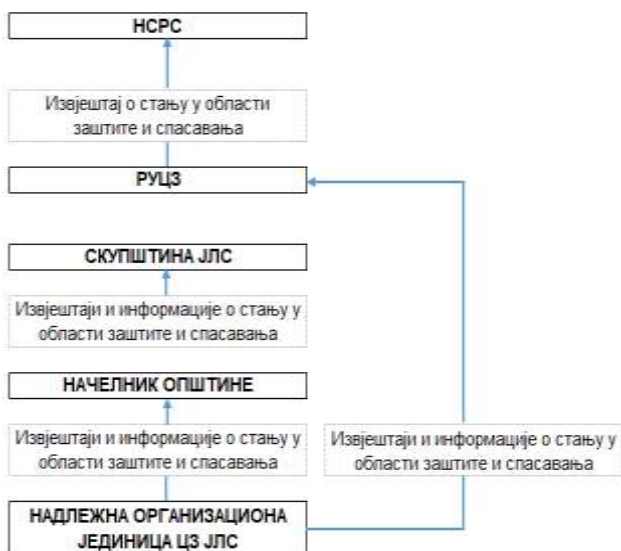 НСРС
Извјештај о стању у области
заштите и спасавања
РУЦЗ
СКУПШТИНА ЈЛС
Извјештаји и информације о стању у
области заштите и спасавања
НАЧЕЛНИК ОПШТИНЕ
Извјештаји и информације о стању у
области заштите и спасавања
Извјештаји и информације о стању у
области заштите и спасавања
НАДЛЕЖНА ОРГАНИЗАЦИОНА
ЈЕДИНИЦА ЦЗ ЈЛС